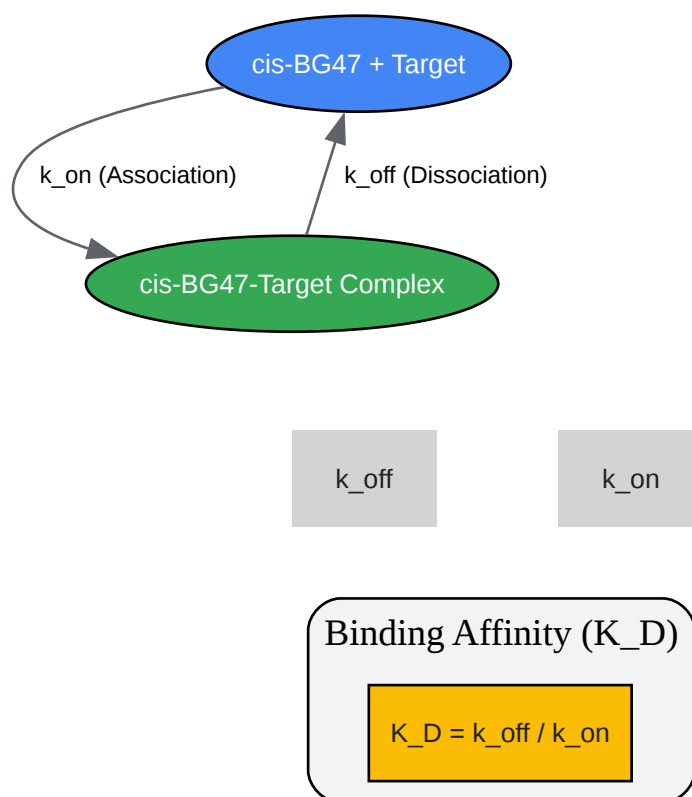 cis-BG47 + Target
k_on (Association)
k_off (Dissociation)
cis-BG47-Target Complex
k_off
k_on
Binding Affinity (K_D)
K_D = k_off / k_on